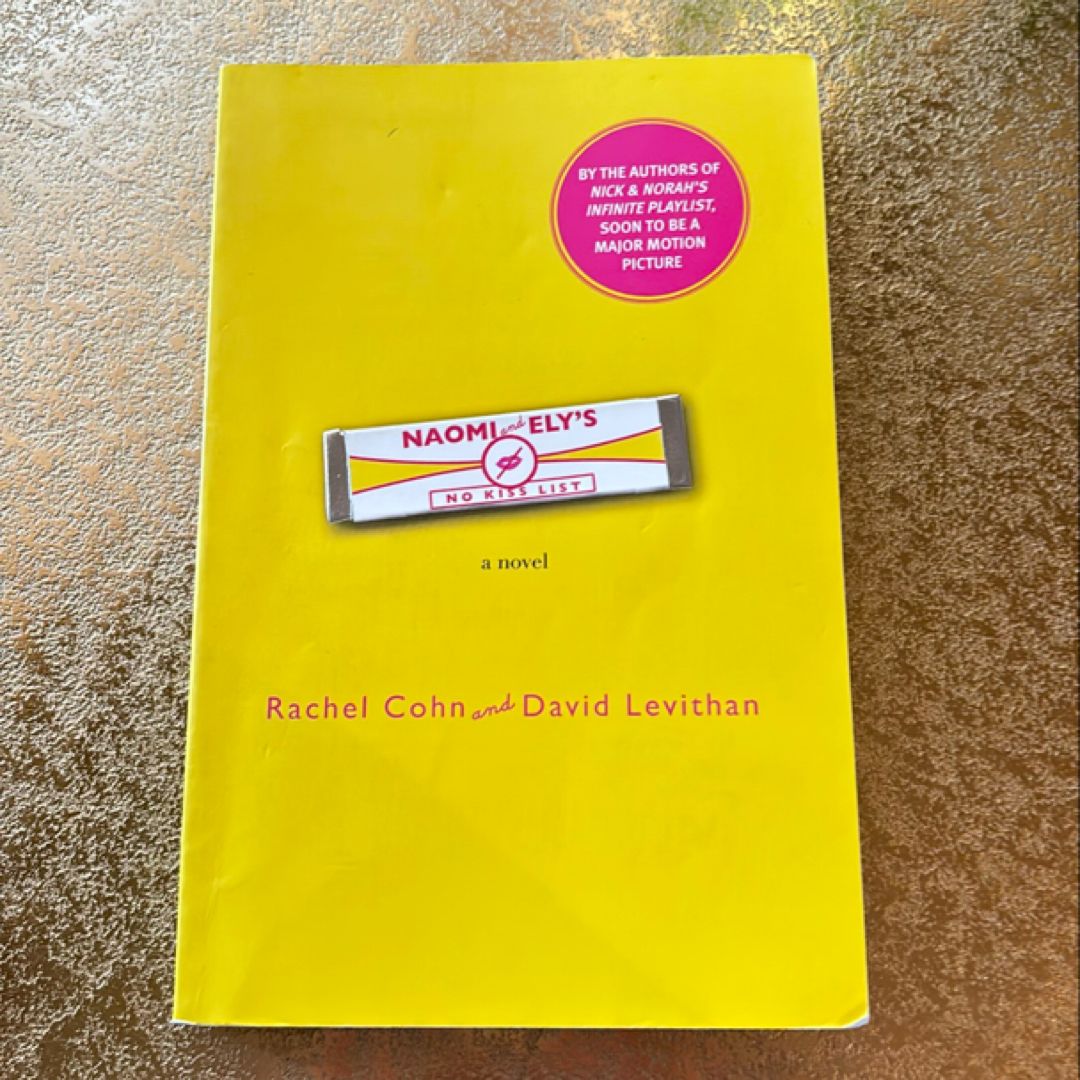 BY THE AUTHORS OF
NICK & NORAH'S
INFINITE PLAYLIST,
SOON TO BE A
MAJOR MOTION
PICTURE
NAOMI and ELY'S
NO KISS LIST
a novel
Rachel Cohn and David Levithan